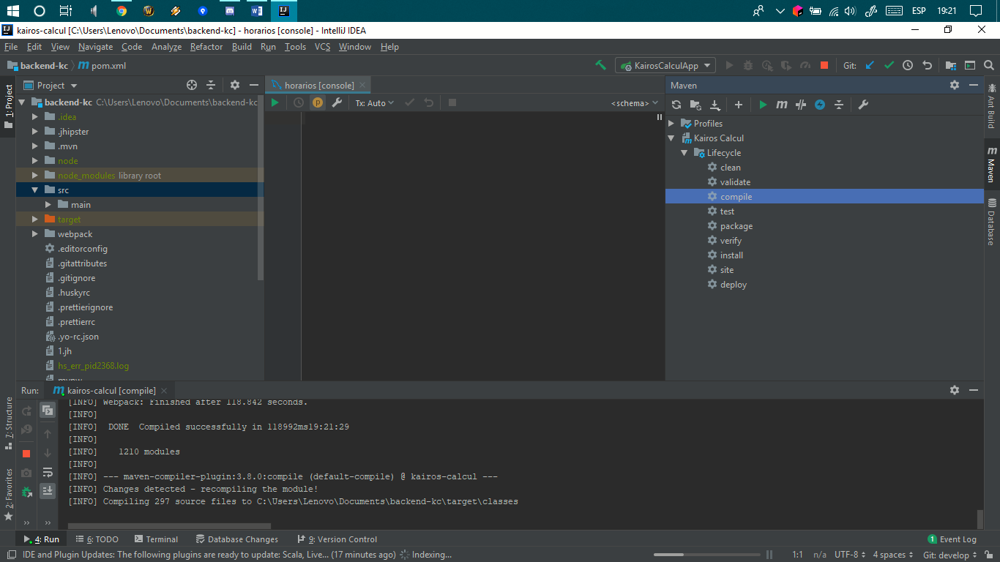 ESP 19:21
kairos-calcul [C:\Users\Lenovo\Documents\backend-kc] - horarios [console] - IntelliJ IDEA
File Edit View Navigate Code Analyze Refactor Build Run Tools VCS Window Help
backend-kc pom.xml KairosCalculApp Git:
1: Project
7: Structure
2: Favorites
Project
backend-kc C:\Users\Lenovo\Documents\backend-kc
.idea
.jhipster
.mvn
node
node_modules library root
src
main
target
webpack
.editorconfig
.gitattributes
.gitignore
.huskyrc
.prettierignore
.prettierrc
.yo-rc.json
1.jh
hs_err_pid2368.log
mvnw
horarios [console]
Tx: Auto <schema>
Maven
Profiles
Kairos Calcul
Lifecycle
clean
validate
compile
test
package
verify
install
site
deploy
Ant Build
Maven
Database
Run: kairos-calcul [compile]
[INFO] Webpack: Finished after 118.842 seconds.
[INFO]
[INFO] DONE Compiled successfully in 118992ms19:21:29
[INFO]
[INFO] 1210 modules
[INFO]
[INFO] --- maven-compiler-plugin:3.8.0:compile (default-compile) @ kairos-calcul ---
[INFO] Changes detected - recompiling the module!
[INFO] Compiling 297 source files to C:\Users\Lenovo\Documents\backend-kc\target\classes
4: Run 6: TODO Terminal Database Changes 9: Version Control 1 Event Log
IDE and Plugin Updates: The following plugins are ready to update: Scala, Live... (17 minutes ago) Indexing... 1:1 n/a UTF-8 4 spaces Git: develop